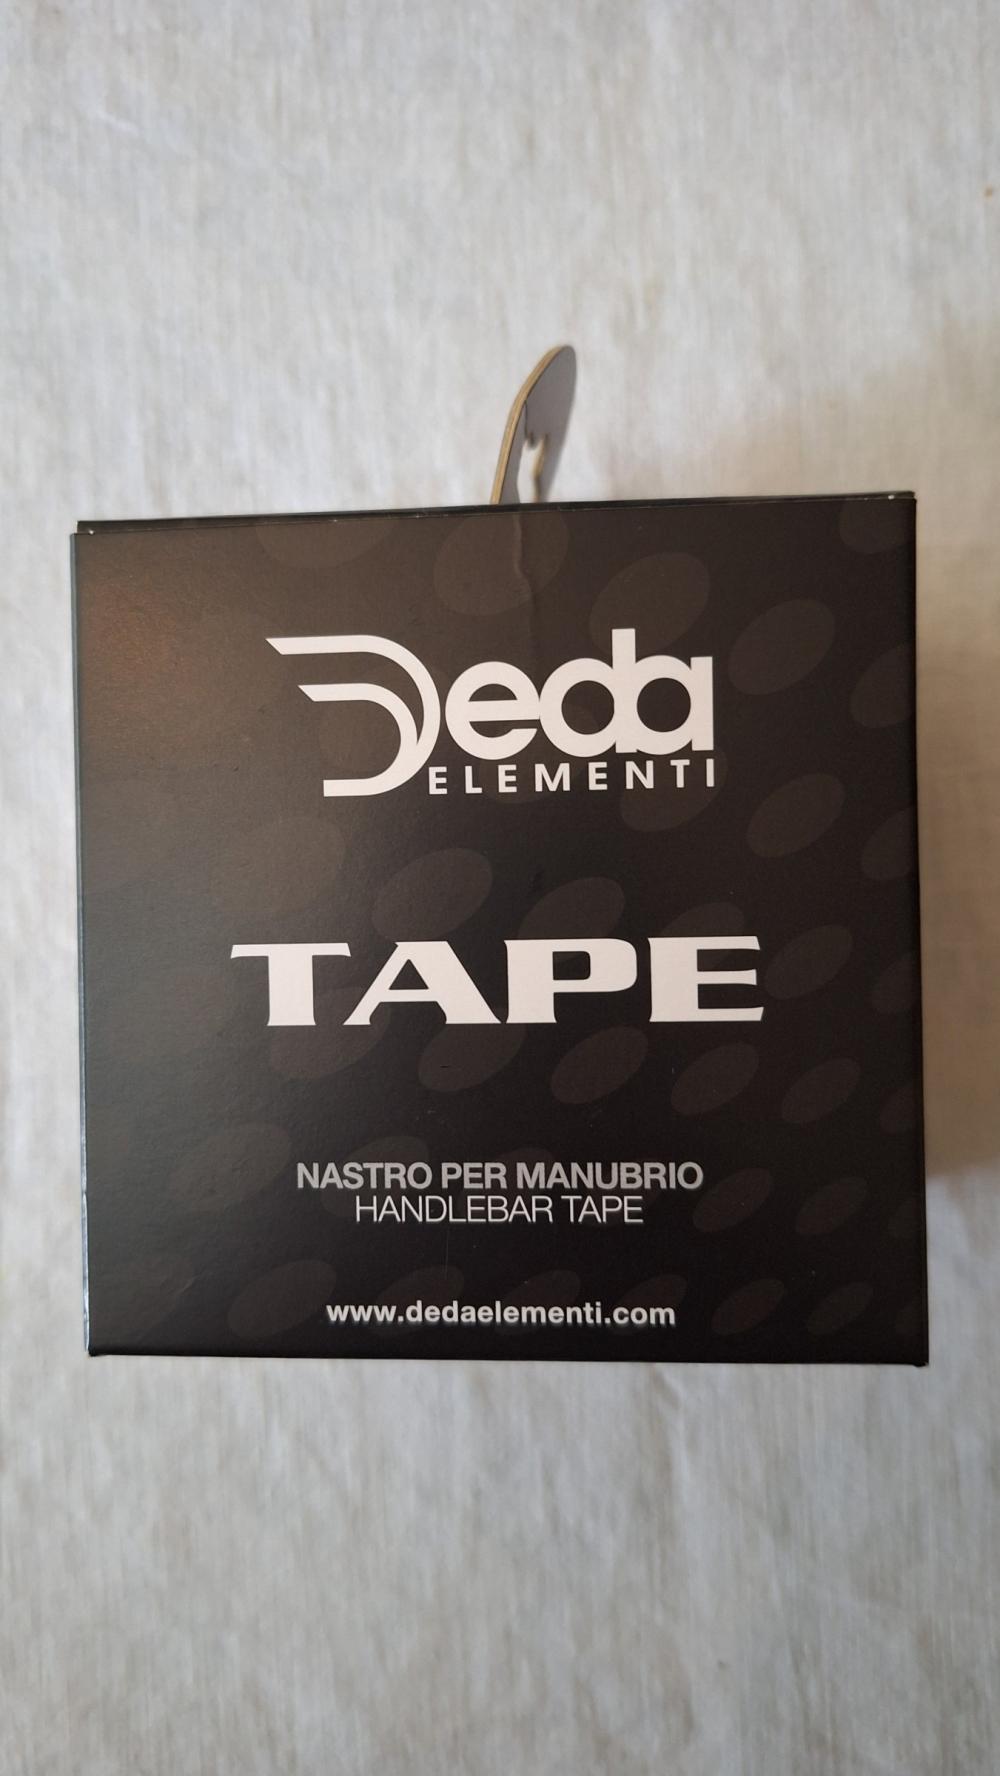 Deda
ELEMENTI
TAPE
NASTRO PER MANUBRIO
HANDLEBAR TAPE
www.dedaelementi.com